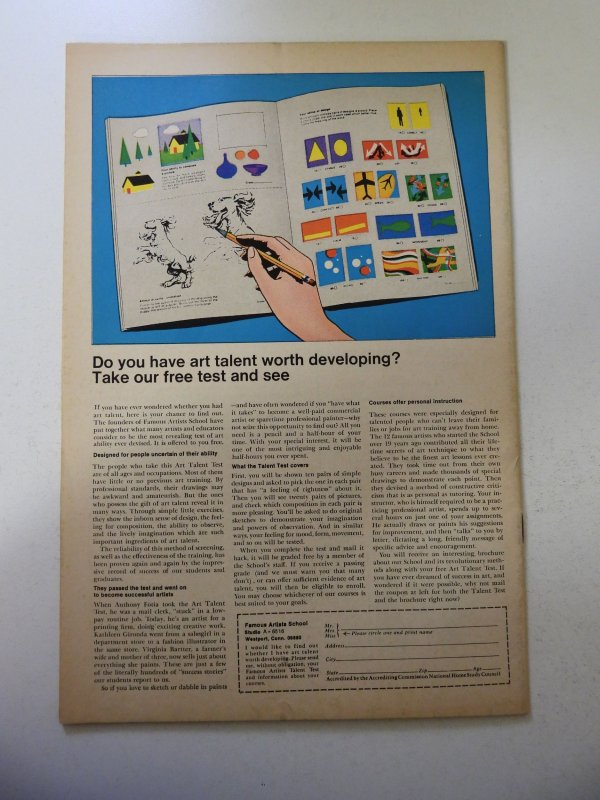 Do you have art talent worth developing?
Take our free test and see
If you have ever wondered whether you had
art talent, here is your chance to find out.
The founders of Famous Artists School have
put together what many artists and educators
consider to be the most revealing test of art
ability ever devised. It is offered to you free.
Designed for people uncertain of their ability
The people who take this Art Talent Test
are of all ages and occupations. Most of them
have little or no previous art training. By
professional standards, their drawings may
be awkward and amateurish. But the ones
who possess the gift of art talent reveal it in
many ways. Through simple little exercises,
they show the inborn sense of design, the feel-
ing for composition, the ability to observe,
and the lively imagination which are such
important ingredients of art talent.
The reliability of this method of screening,
as well as the effectiveness of the training, has
been proven again and again by the impres-
sive record of success of our students and
graduates.
They passed the test and went on
to become successful artists
When Anthony Fotia took the Art Talent
Test, he was a mail clerk, "stuck" in a low-
pay routine job. Today, he's an artist for a
printing firm, doing exciting creative work.
Kathleen Gironda went from a salesgirl in a
department store to a fashion illustrator in
the same store. Virginia Bartter, a farmer's
wife and mother of three, now sells just about
everything she paints. These are just a few
of the literally hundreds of "success stories"
our students report to us.
So if you love to sketch or dabble in paints
—and have often wondered if you "have what
it takes" to become a well-paid commercial
artist or sparetime professional painter—why
not seize this opportunity to find out? All you
need is a pencil and a half-hour of your
time. With your special interest, it will be
one of the most intriguing and enjoyable
half-hours you ever spent.
What the Talent Test covers
First, you will be shown ten pairs of simple
designs and asked to pick the one in each pair
that has "a feeling of rightness" about it.
Then you will see twenty pairs of pictures,
and check which composition in each pair is
more pleasing. You'll be asked to do original
sketches to demonstrate your imagination
and powers of observation. And in similar
ways, your feeling for mood, form, movement,
and so on will be tested.
When you complete the test and mail it
back, it will be graded free by a member of
the School's staff. If you receive a passing
grade (and we must warn you that many
don't), or can offer sufficient evidence of art
talent, you will then be eligible to enroll.
You may choose whichever of our courses is
best suited to your goals.
Courses offer personal instruction
These courses were especially designed for
talented people who can't leave their fami-
lies or jobs for art training away from home.
The 12 famous artists who started the School
over 19 years ago contributed all their life-
time secrets of art technique to what they
believe to be the finest art lessons ever cre-
ated. They took time out from their own
busy careers and made thousands of special
drawings to demonstrate each point. Then
they devised a method of constructive criti-
cism that is as personal as tutoring. Your in-
structor, who is himself required to be a prac-
ticing professional artist, spends up to sev-
eral hours on just one of your assignments.
He actually draws or paints his suggestions
for improvement, and then "talks" to you by
letter, dictating a long, friendly message of
specific advice and encouragement.
You will receive an interesting brochure
about our School and its revolutionary meth-
ods along with your free Art Talent Test. If
you have ever dreamed of success in art, and
wondered if it were possible, why not mail
the coupon at left for both the Talent Test
and the brochure right now?
Famous Artists School
Studio A-6516
Westport, Conn. 06880
I would like to find out
whether I have art talent
worth developing. Please send
me, without obligation, your
Famous Artists Talent Test
and information about your
courses.
Mr.
Mrs.
Miss
Please circle one and print name
Address
City
State Zip Age
Accredited by the Accrediting Commission National Home Study Council